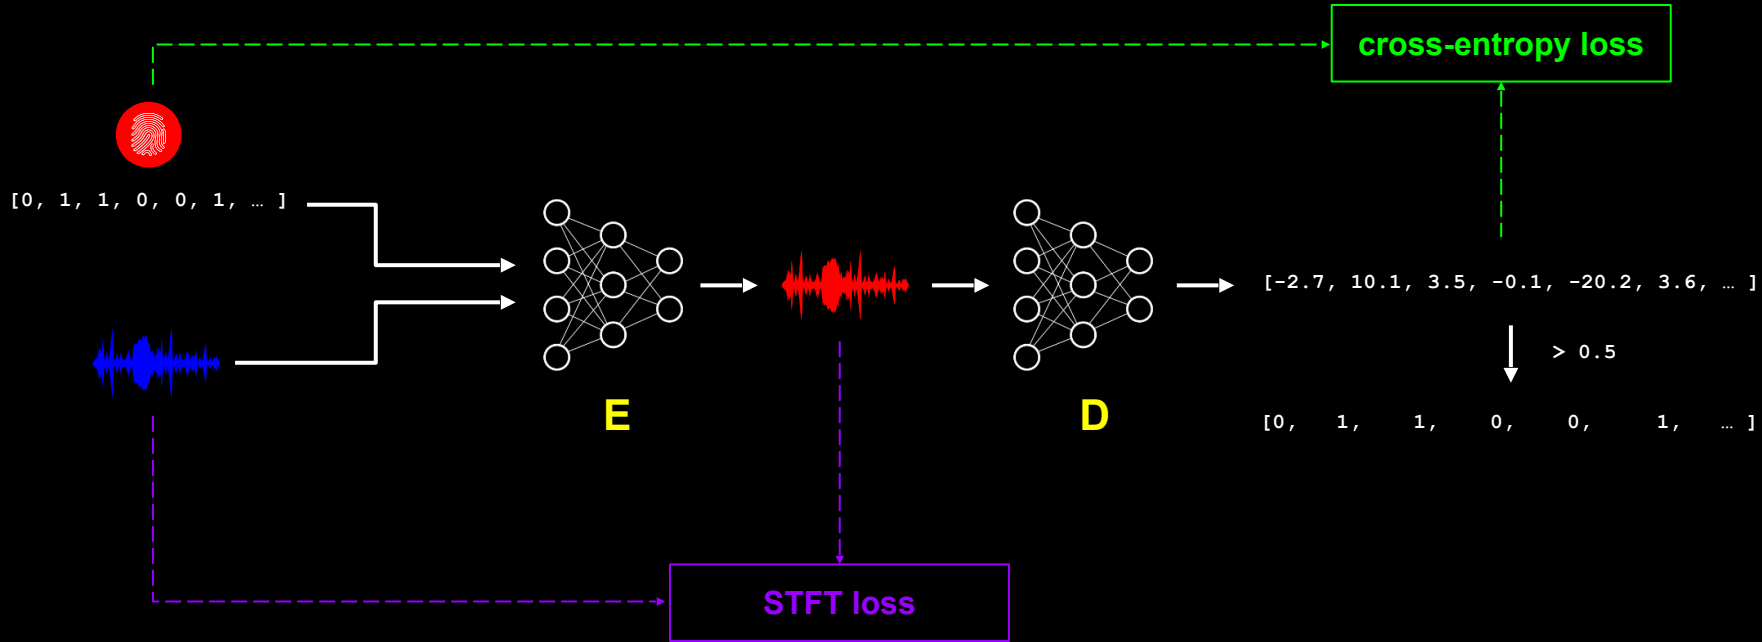 cross-entropy loss
[0, 1, 1, 0, 0, 1, … ]
[-2.7, 10.1, 3.5, -0.1, -20.2, 3.6, … ]
> 0.5
E
D
[0, 1, 1, 0, 0, 1, … ]
STFT loss